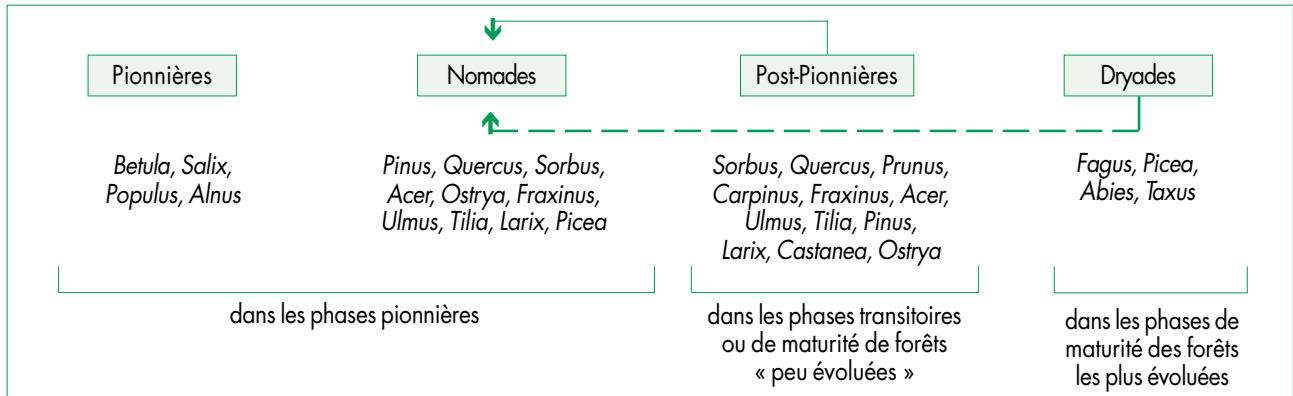 Pionnières
Nomades
Post-Pionnières
Dryades
Betula, Salix,
Populus, Alnus
Pinus, Quercus, Sorbus,
Acer, Ostrya, Fraxinus,
Ulmus, Tilia, Larix, Picea
Sorbus, Quercus, Prunus,
Carpinus, Fraxinus, Acer,
Ulmus, Tilia, Pinus,
Larix, Castanea, Ostrya
Fagus, Picea,
Abies, Taxus
dans les phases pionnières
dans les phases transitoires
ou de maturité de forêts
« peu évoluées »
dans les phases de
maturité des forêts
les plus évoluées